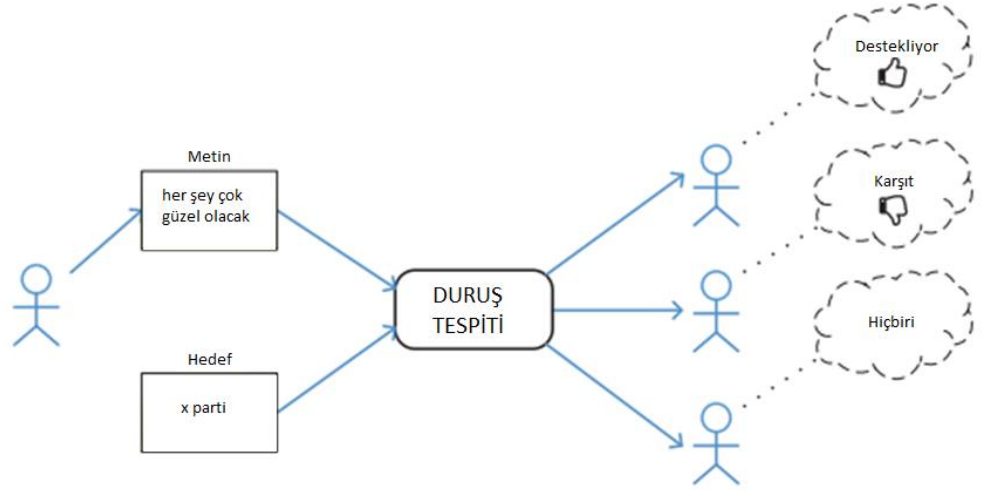 Metin
her şey çok
güzel olacak
Hedef
x parti
DURUŞ
TESPİTİ
Destekliyor
Karşıt
Hiçbiri